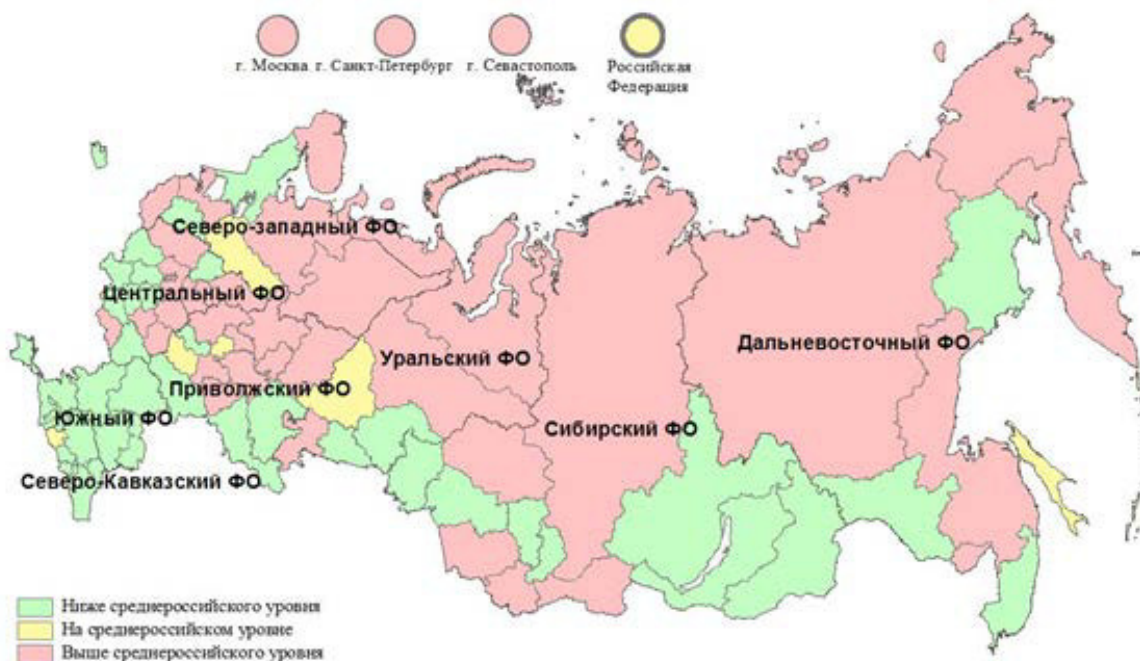 г. Москва г. Санкт-Петербург г. Севастополь Российская
Федерация
Северо-западный ФО
Центральный ФО
Уральский ФО
Дальневосточный ФО
Приволжский ФО
Южный ФО
Сибирский ФО
Северо-Кавказский ФО
Ниже среднероссийского уровня
На среднероссийском уровне
Выше среднероссийского уровня